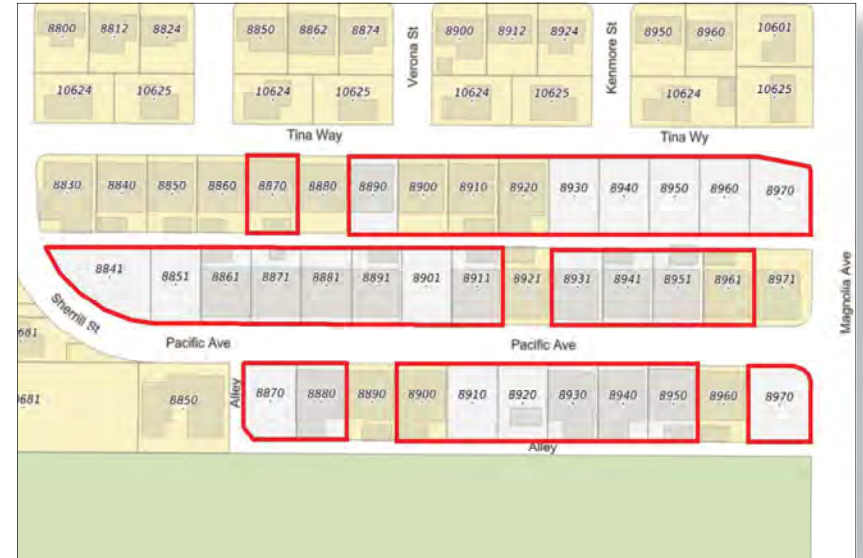 8800 8812 8824 8850 8862 8874 Verona St 8900 8912 8924 Kenmore St 8950 8960 10601
10624 10625 10624 10625 10624 10625 10624 10625
Tina Way Tina Wy
8830 8840 8850 8860 8870 8880 8890 8900 8910 8920 8930 8940 8950 8960 8970
8841 8851 8861 8871 8881 8891 8901 8911 8921 8931 8941 8951 8961 8971 Magnolia Ave
Sherrill St
681 Pacific Ave Pacific Ave
9681 8850 Alley 8870 8880 8890 8900 8910 8920 8930 8940 8950 8960 8970
Alley